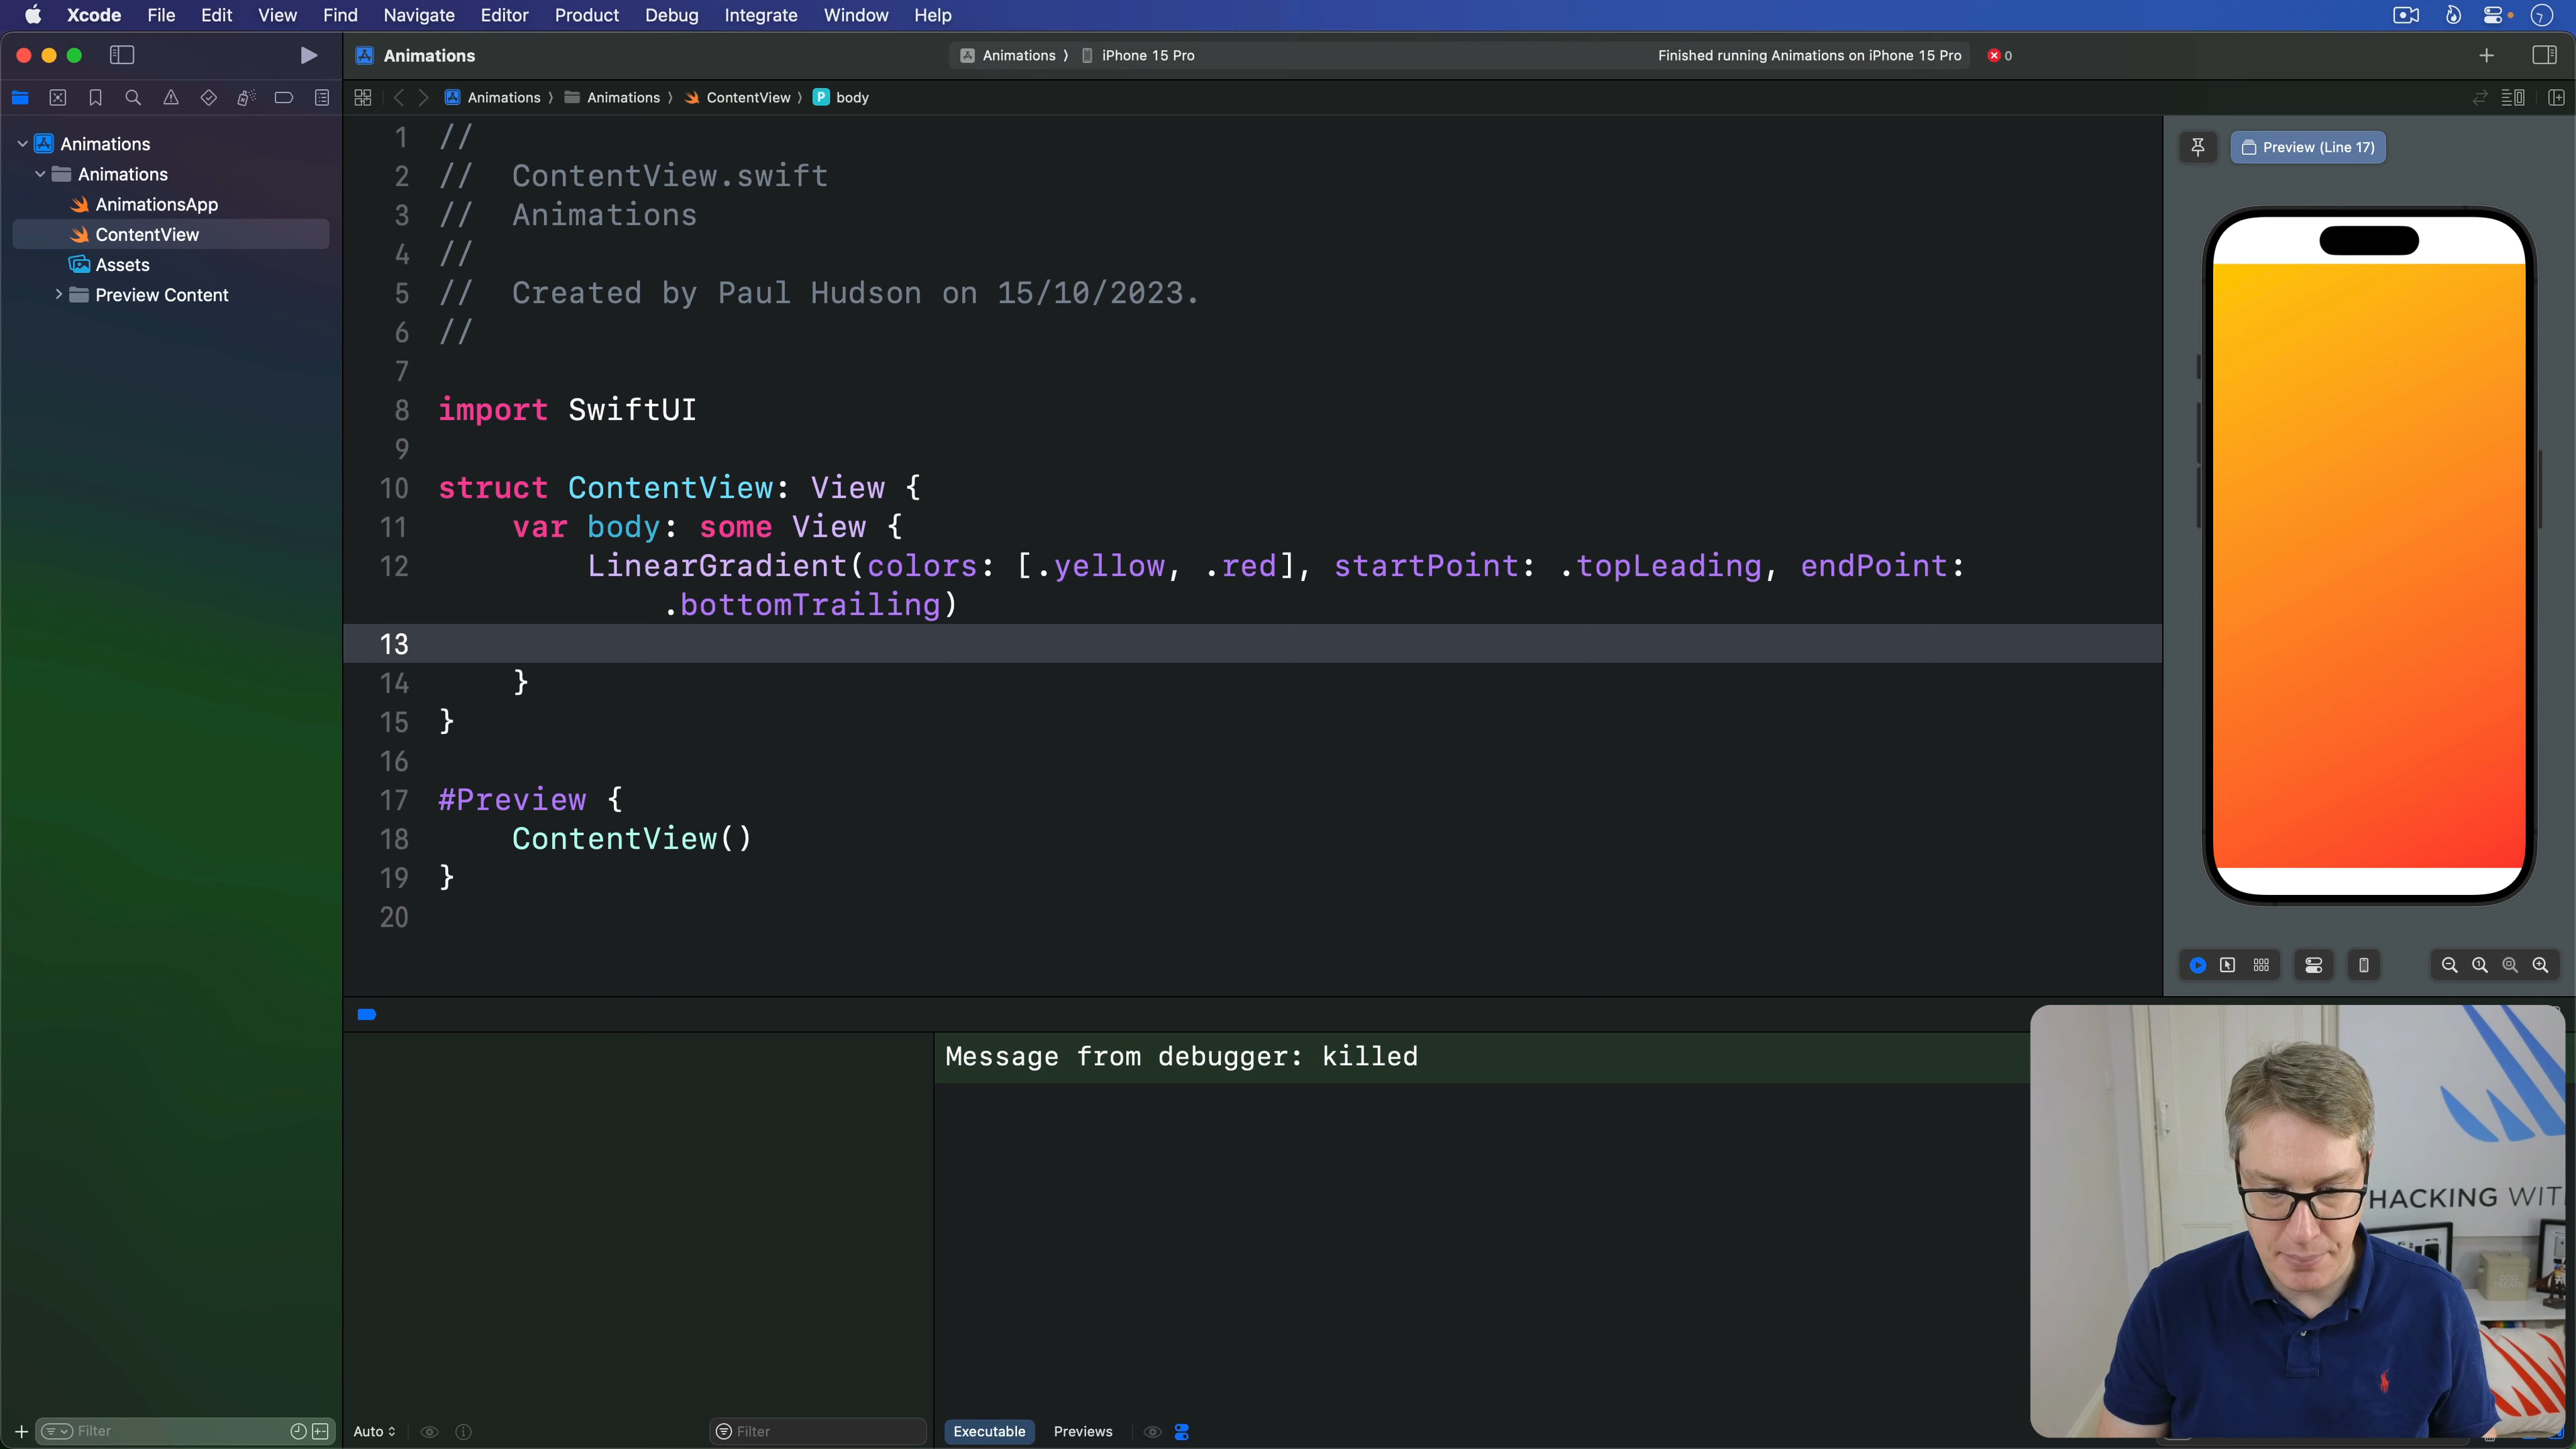 Xcode File Edit View Find Navigate Editor Product Debug Integrate Window Help
Animations
Animations 〉 iPhone 15 Pro
Finished running Animations on iPhone 15 Pro
0
Animations 〉 Animations 〉 ContentView 〉 P body
Animations
Animations
AnimationsApp
ContentView
Assets
Preview Content
1 //
2 //  ContentView.swift
3 //  Animations
4 //
5 //  Created by Paul Hudson on 15/10/2023.
6 //
7
8 import SwiftUI
9
10 struct ContentView: View {
11     var body: some View {
12         LinearGradient(colors: [.yellow, .red], startPoint: .topLeading, endPoint:
.bottomTrailing)
13
14     }
15 }
16
17 #Preview {
18     ContentView()
19 }
20
Preview (Line 17)
Message from debugger: killed
HACKING WIT
Filter
Auto
Filter
Executable Previews